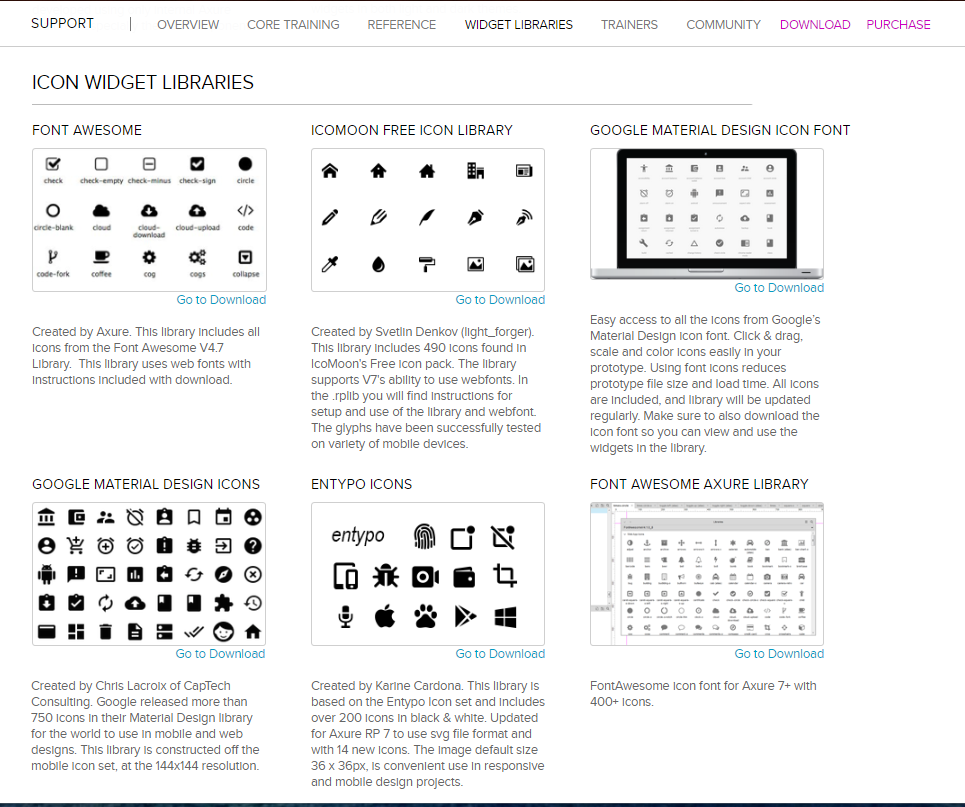 SUPPORT | OVERVIEW CORE TRAINING REFERENCE WIDGET LIBRARIES TRAINERS COMMUNITY DOWNLOAD PURCHASE
ICON WIDGET LIBRARIES
FONT AWESOME
check check-empty check-minus check-sign circle
circle-blank cloud cloud-download cloud-upload code
code-fork coffee cog cogs collapse
Go to Download
Created by Axure. This library includes all
icons from the Font Awesome V4.7
Library. This library uses web fonts with
instructions included with download.
ICOMOON FREE ICON LIBRARY
Go to Download
Created by Svetlin Denkov (light_forger).
This library includes 490 icons found in
IcoMoon's Free icon pack. The library
supports V7's ability to use webfonts. In
the .rplib you will find instructions for
setup and use of the library and webfont.
The glyphs have been successfully tested
on variety of mobile devices.
GOOGLE MATERIAL DESIGN ICON FONT
Go to Download
Easy access to all the icons from Google's
Material Design icon font. Click & drag,
scale and color icons easily in your
prototype. Using font icons reduces
prototype file size and load time. All icons
are included, and library will be updated
regularly. Make sure to also download the
icon font so you can view and use the
widgets in the library.
GOOGLE MATERIAL DESIGN ICONS
Go to Download
Created by Chris Lacroix of CapTech
Consulting. Google released more than
750 icons in their Material Design library
for the world to use in mobile and web
designs. This library is constructed off the
mobile icon set, at the 144x144 resolution.
ENTYPO ICONS
entypo
Go to Download
Created by Karine Cardona. This library is
based on the Entypo icon set and includes
over 200 icons in black & white. Updated
for Axure RP 7 to use svg file format and
with 14 new icons. The image default size
36 x 36px, is convenient use in responsive
and mobile design projects.
FONT AWESOME AXURE LIBRARY
Go to Download
FontAwesome icon font for Axure 7+ with
400+ icons.